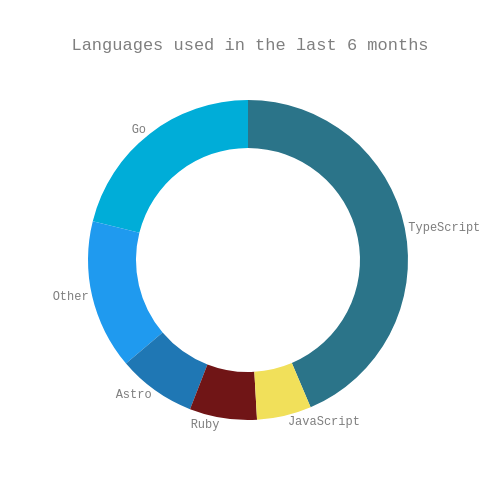 Languages used in the last 6 months
Go
TypeScript
Other
Astro
Ruby
JavaScript